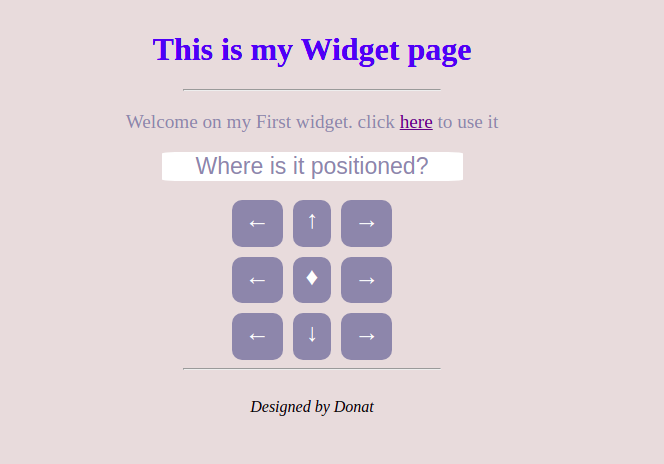 This is my Widget page
Welcome on my First widget. click here to use it
Where is it positioned?
← ↑ →
← ♦ →
← ↓ →
Designed by Donat